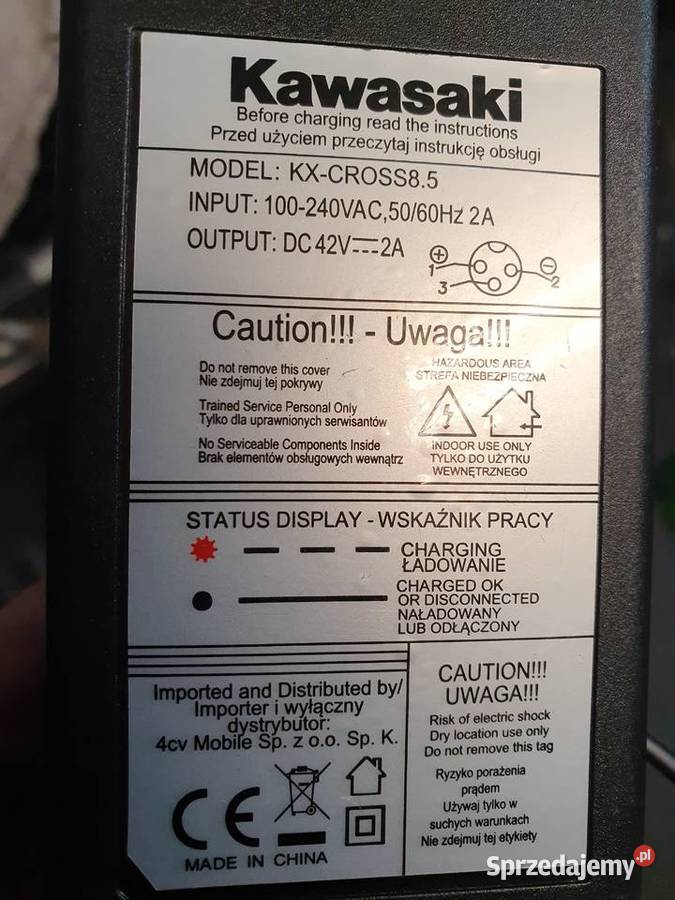 Kawasaki
Before charging read the instructions
Przed użyciem przeczytaj instrukcję obsługi
MODEL: KX-CROSS8.5
INPUT: 100-240VAC,50/60Hz 2A
OUTPUT: DC 42V⎓2A
+
1
3
−
2
Caution!!! - Uwaga!!!
Do not remove this cover
Nie zdejmuj tej pokrywy
Trained Service Personal Only
Tylko dla uprawnionych serwisantów
No Serviceable Components Inside
Brak elementów obsługowych wewnątrz
HAZARDOUS AREA
STREFA NIEBEZPIECZNA
INDOOR USE ONLY
TYLKO DO UŻYTKU
WEWNĘTRZNEGO
STATUS DISPLAY - WSKAŹNIK PRACY
CHARGING
ŁADOWANIE
CHARGED OK
OR DISCONNECTED
NAŁADOWANY
LUB ODŁĄCZONY
Imported and Distributed by/
Importer i wyłączny
dystrybutor:
4cv Mobile Sp. z o.o. Sp. K.
CE
MADE IN CHINA
CAUTION!!!
UWAGA!!!
Risk of electric shock
Dry location use only
Do not remove this tag
Ryzyko porażenia
prądem
Używaj tylko w
suchych warunkach
Nie zdejmuj tej etykiety
Sprzedajemy.pl